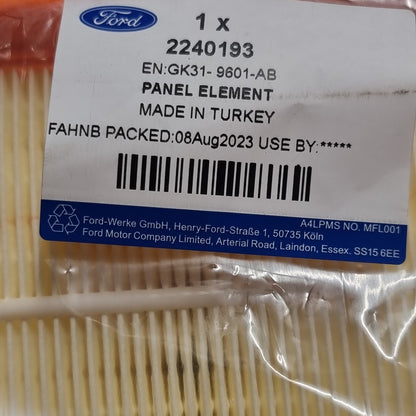 Ford
1 x
2240193
EN:GK31- 9601-AB
PANEL ELEMENT
MADE IN TURKEY
FAHNB PACKED:08Aug2023 USE BY:*****
A4LPMS NO. MFL001
Ford-Werke GmbH, Henry-Ford-Straße 1, 50735 Köln
Ford Motor Company Limited, Arterial Road, Laindon, Essex. SS15 6EE